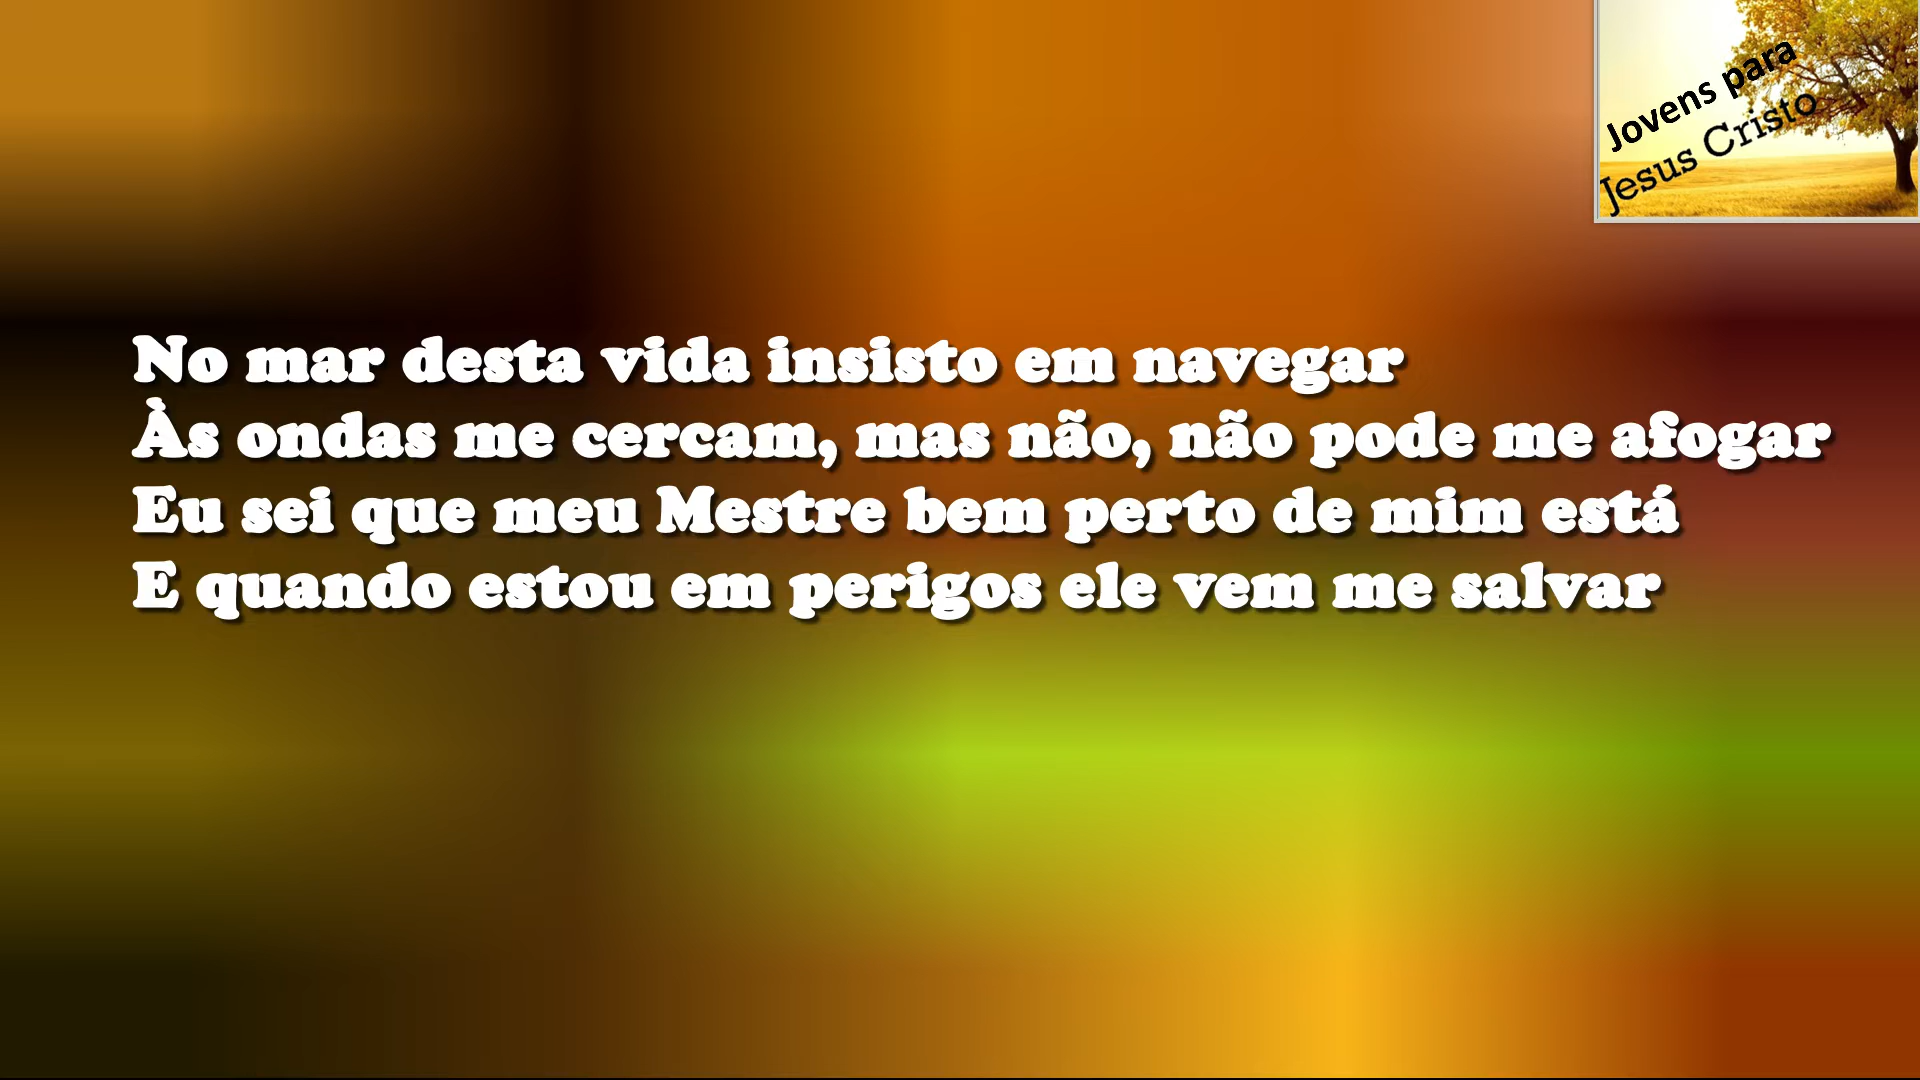 Jovens para
Jesus Cristo
No mar desta vida insisto em navegar
Às ondas me cercam, mas não, não pode me afogar
Eu sei que meu Mestre bem perto de mim está
E quando estou em perigos ele vem me salvar